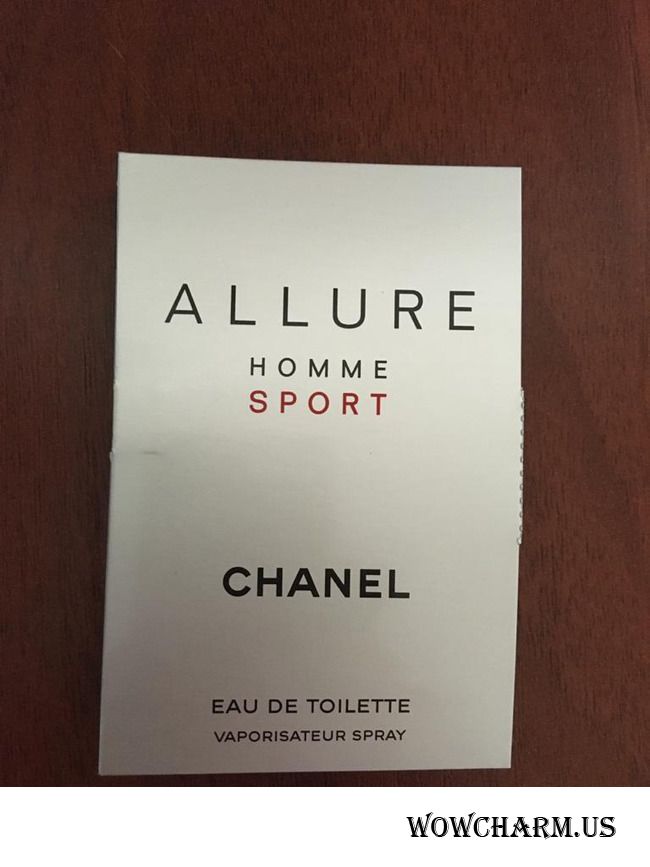 ALLURE
HOMME
SPORT
CHANEL
EAU DE TOILETTE
VAPORISATEUR SPRAY
WOWCHARM.US